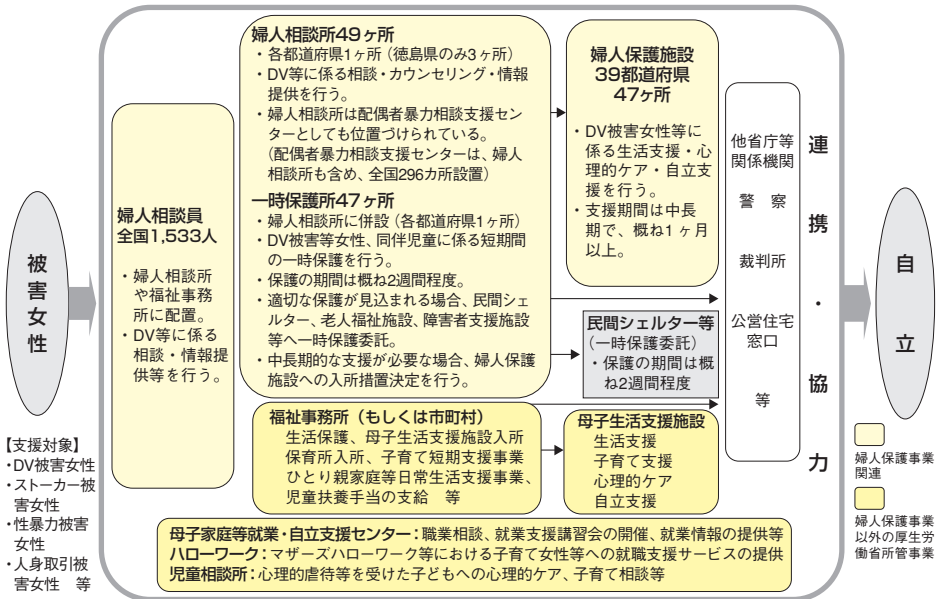 被害女性
【支援対象】
・DV被害女性
・ストーカー被
害女性
・性暴力被害
女性
・人身取引被
害女性　等
婦人相談員
全国1,533人
・婦人相談所
や福祉事務
所に配置。
・DV等に係る
相談・情報提
供等を行う。
婦人相談所49ヶ所
・各都道府県1ヶ所（徳島県のみ3ヶ所）
・DV等に係る相談・カウンセリング・情報
提供を行う。
・婦人相談所は配偶者暴力相談支援セン
ターとしても位置づけられている。
（配偶者暴力相談支援センターは、婦人
相談所も含め、全国296カ所設置）
一時保護所47ヶ所
・婦人相談所に併設（各都道府県1ヶ所）
・DV被害等女性、同伴児童に係る短期間
の一時保護を行う。
・保護の期間は概ね2週間程度。
・適切な保護が見込まれる場合、民間シェ
ルター、老人福祉施設、障害者支援施設
等へ一時保護委託。
・中長期的な支援が必要な場合、婦人保護
施設への入所措置決定を行う。
婦人保護施設
39都道府県
47ヶ所
・DV被害女性等に
係る生活支援・心
理的ケア・自立支
援を行う。
・支援期間は中長
期で、概ね1ヶ月
以上。
民間シェルター等
（一時保護委託）
・保護の期間は概
ね2週間程度
福祉事務所（もしくは市町村）
生活保護、母子生活支援施設入所
保育所入所、子育て短期支援事業
ひとり親家庭等日常生活支援事業、
児童扶養手当の支給　等
母子生活支援施設
生活支援
子育て支援
心理的ケア
自立支援
母子家庭等就業・自立支援センター：職業相談、就業支援講習会の開催、就業情報の提供等
ハローワーク：マザーズハローワーク等における子育て女性等への就職支援サービスの提供
児童相談所：心理的虐待等を受けた子どもへの心理的ケア、子育て相談等
他省庁等
関係機関
警　察
裁判所
公営住宅
窓口
等
連携・協力
自立
婦人保護事業
関連
婦人保護事業
以外の厚生労
働省所管事業